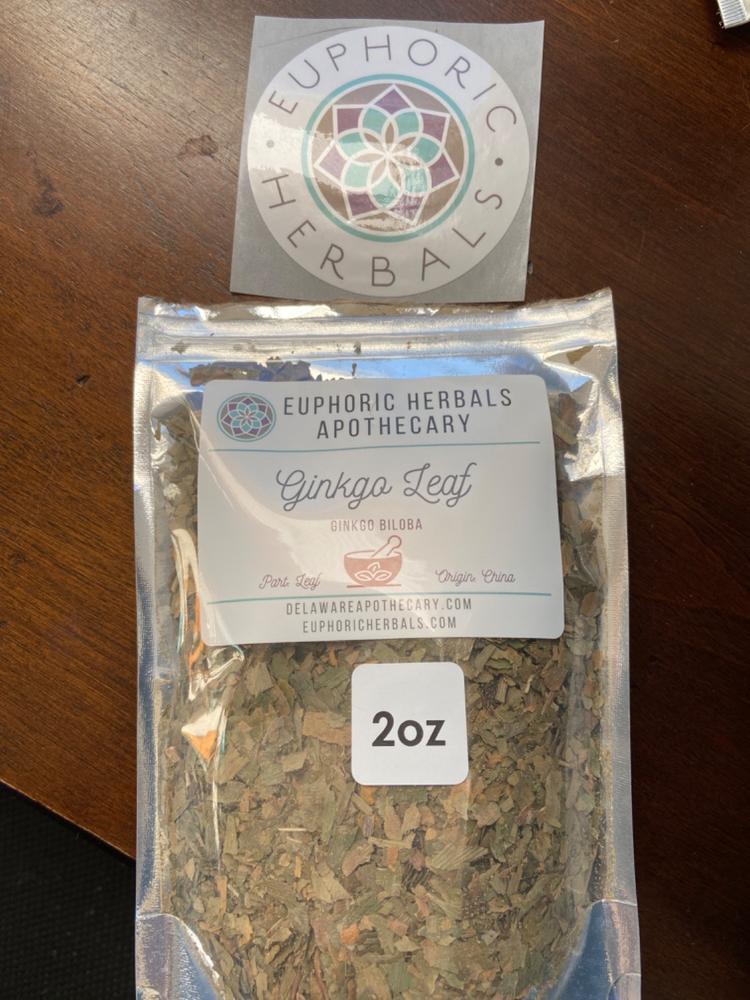 EUPHORIC
HERBALS
EUPHORIC HERBALS
APOTHECARY
Ginkgo Leaf
GINKGO BILOBA
Part: Leaf
Origin: China
DELAWAREAPOTHECARY.COM
EUPHORICHERBALS.COM
2oz